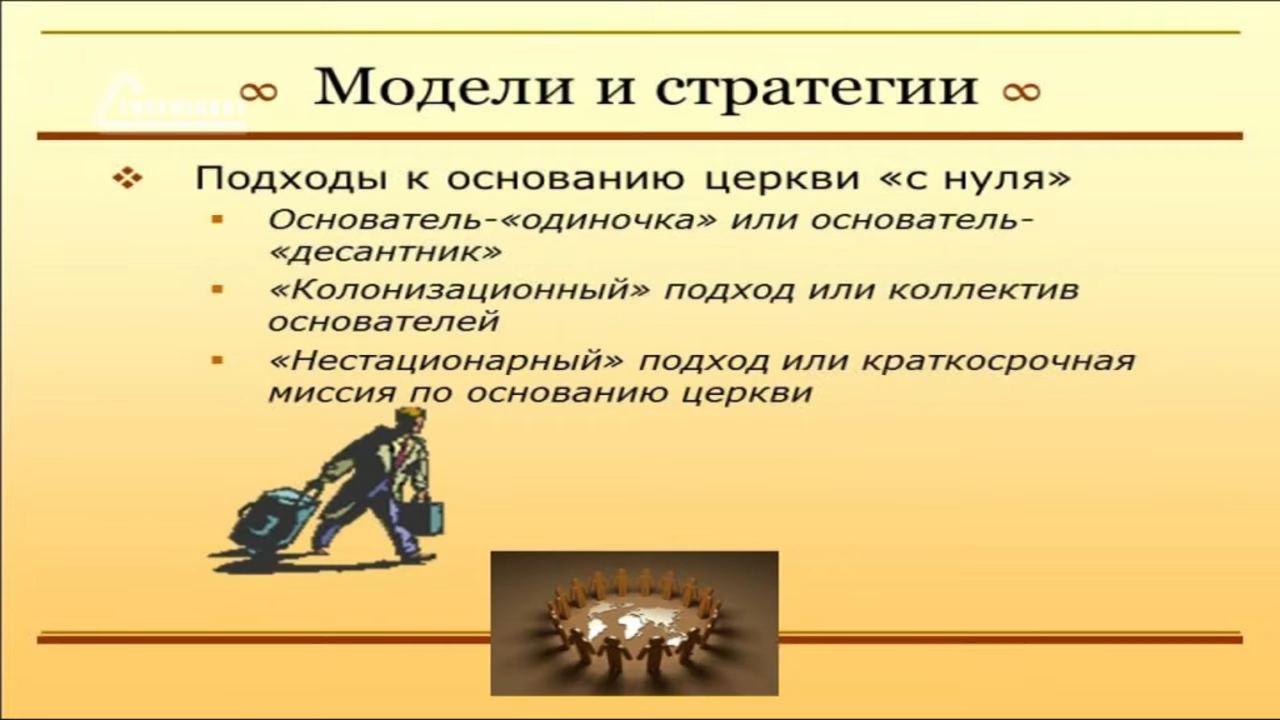 ∞ Модели и стратегии ∞
❖ Подходы к основанию церкви «с нуля»
▪ Основатель-«одиночка» или основатель-
«десантник»
▪ «Колонизационный» подход или коллектив
основателей
▪ «Нестационарный» подход или краткосрочная
миссия по основанию церкви